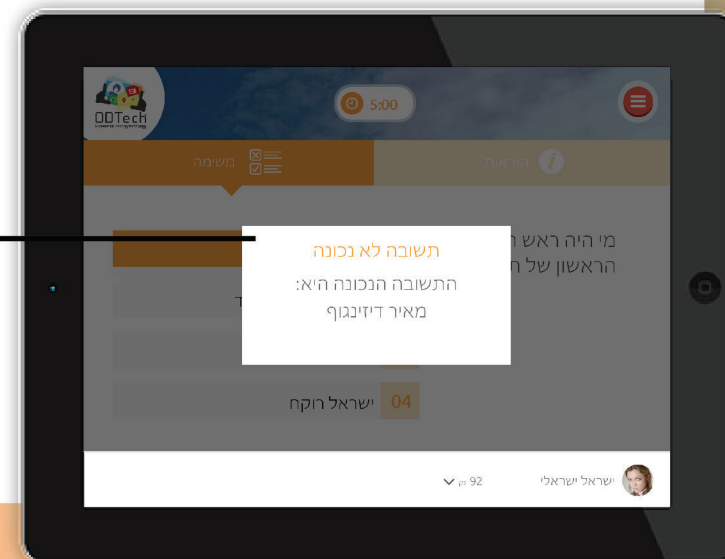 ODTech
5:00
הוראות
משימה
מי היה ראש
הראשון של
תשובה לא נכונה
התשובה הנכונה היא:
מאיר דיזינגוף
04 ישראל רוקח
ישראל ישראלי
92 נק